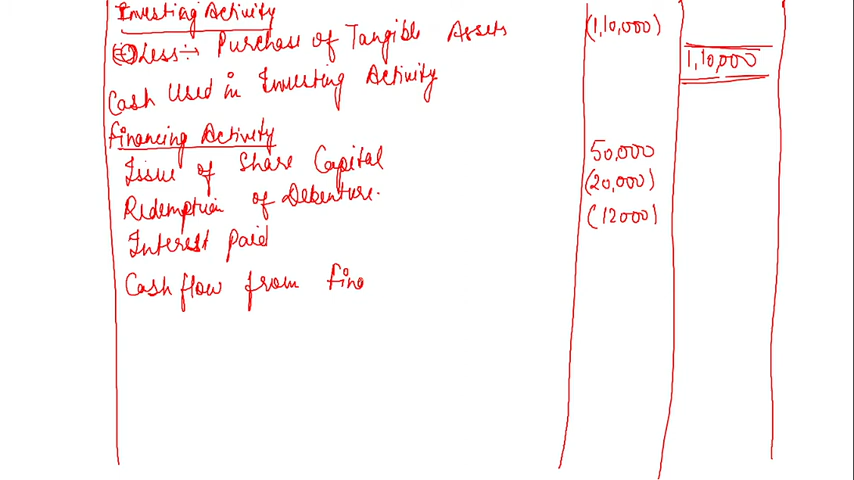 Investing Activity
Less :- Purchase of Tangible Assets (1,10,000)
Cash Used in Investing Activity 1,10,000
Financing Activity
Issue of Share Capital 50,000
Redemption of Debenture. (20,000)
Interest Paid (12000)
Cash flow from fina